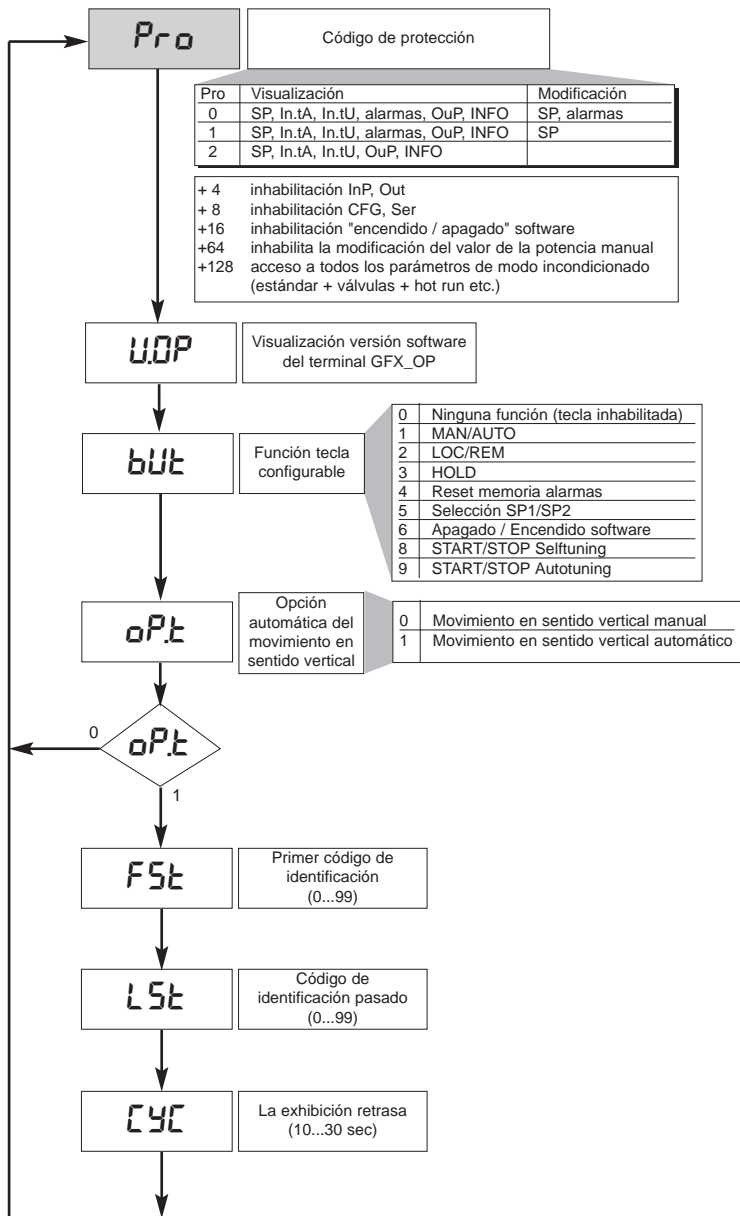 Pro
Código de protección
Pro Visualización Modificación
0 SP, In.tA, In.tU, alarmas, OuP, INFO SP, alarmas
1 SP, In.tA, In.tU, alarmas, OuP, INFO SP
2 SP, In.tA, In.tU, OuP, INFO
+ 4 inhabilitación InP, Out
+ 8 inhabilitación CFG, Ser
+16 inhabilitación "encendido / apagado" software
+64 inhabilita la modificación del valor de la potencia manual
+128 acceso a todos los parámetros de modo incondicionado
(estándar + válvulas + hot run etc.)
U.OP
Visualización versión software
del terminal GFX_OP
bUt
Función tecla
configurable
0 Ninguna función (tecla inhabilitada)
1 MAN/AUTO
2 LOC/REM
3 HOLD
4 Reset memoria alarmas
5 Selección SP1/SP2
6 Apagado / Encendido software
8 START/STOP Selftuning
9 START/STOP Autotuning
oP.t
Opción
automática del
movimiento en
sentido vertical
0 Movimiento en sentido vertical manual
1 Movimiento en sentido vertical automático
0
oP.t
1
FSt
Primer código de
identificación
(0...99)
LSt
Código de
identificación pasado
(0...99)
CYC
La exhibición retrasa
(10...30 sec)